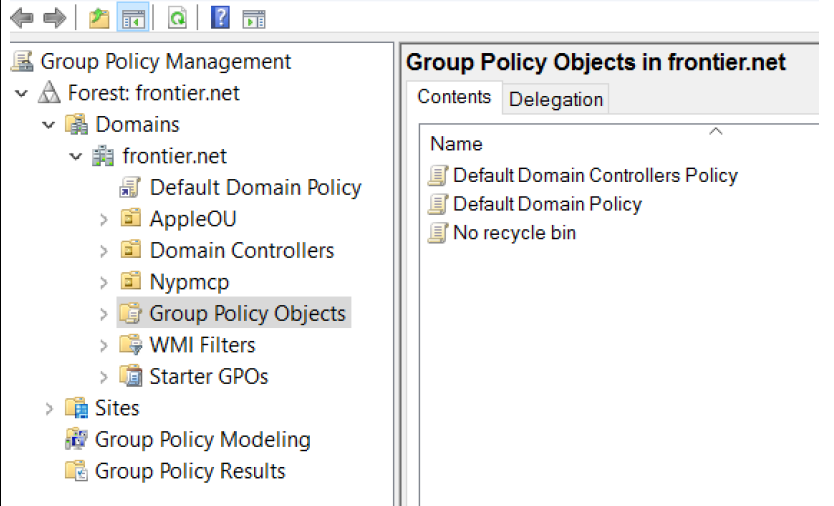 Group Policy Management
Forest: frontier.net
Domains
frontier.net
Default Domain Policy
AppleOU
Domain Controllers
Nypmcp
Group Policy Objects
WMI Filters
Starter GPOs
Sites
Group Policy Modeling
Group Policy Results
Group Policy Objects in frontier.net
Contents Delegation
Name
Default Domain Controllers Policy
Default Domain Policy
No recycle bin